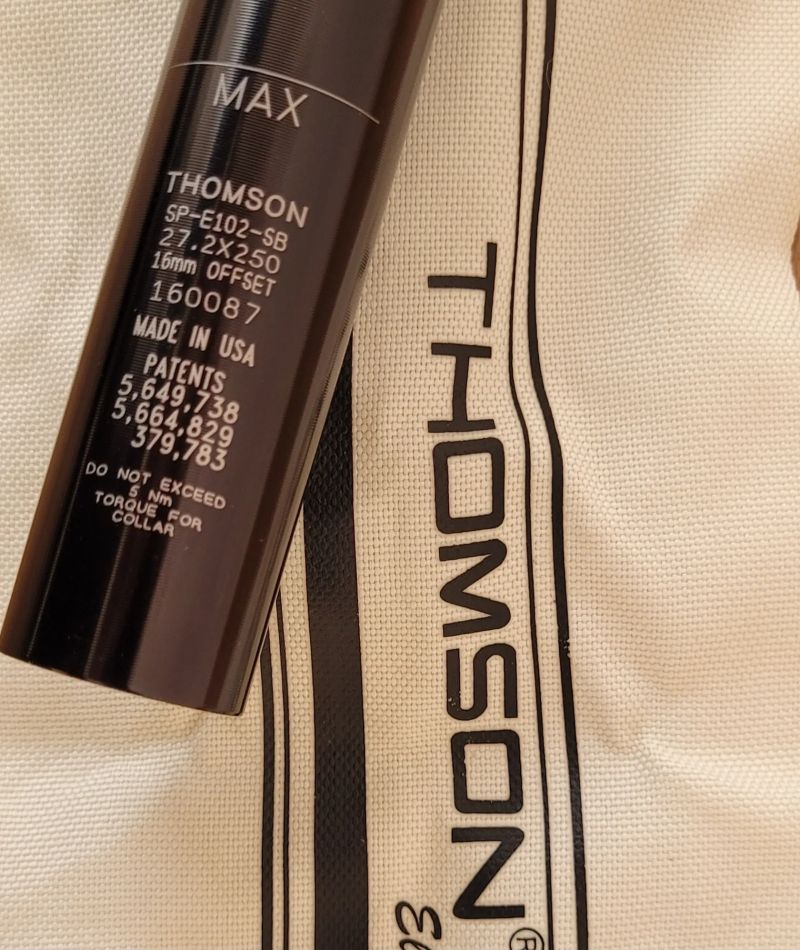 MAX
THOMSON
SP-E102-SB
27.2X250
16mm OFFSET
160087
MADE IN USA
PATENTS
5,649,738
5,664,829
379,783
DO NOT EXCEED
5 Nm
TORQUE FOR
COLLAR
THOMSON®